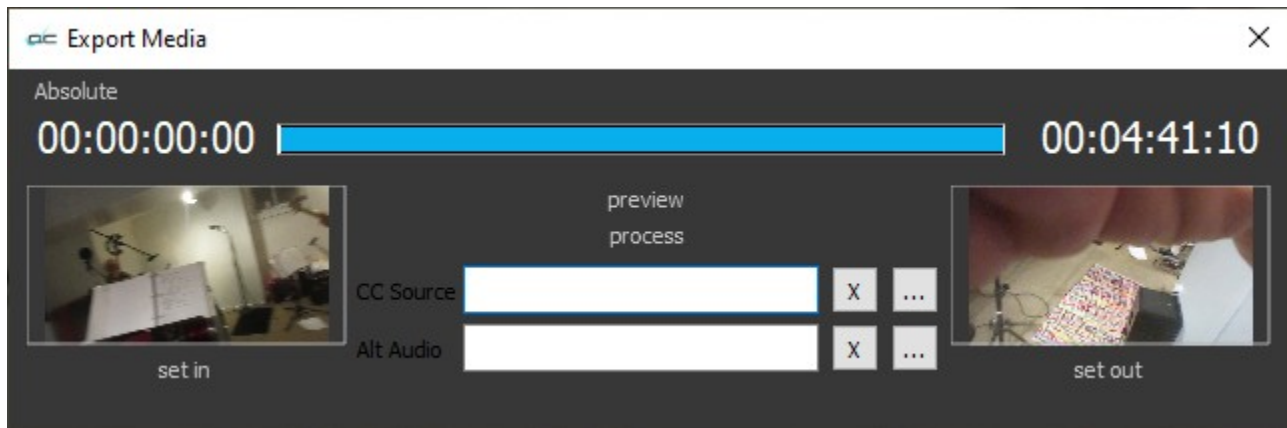 Export Media
Absolute
00:00:00:00 00:04:41:10
preview
process
CC Source X ...
Alt Audio X ...
set in set out